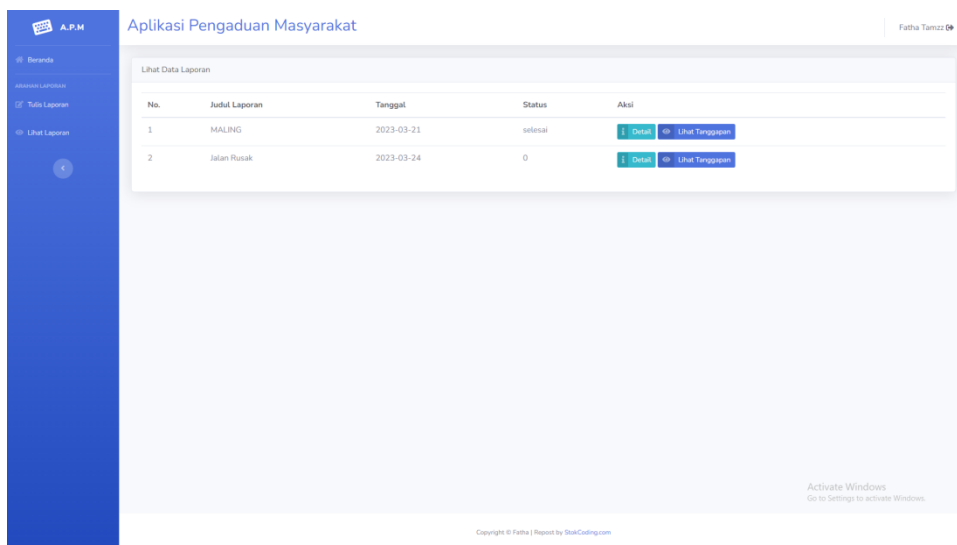 A.P.M
Aplikasi Pengaduan Masyarakat
Fatha Tamzz
Beranda
ARAHAN LAPORAN
Tulis Laporan
Lihat Laporan
Lihat Data Laporan
No. Judul Laporan Tanggal Status Aksi
1 MALING 2023-03-21 selesai Detail Lihat Tanggapan
2 Jalan Rusak 2023-03-24 0 Detail Lihat Tanggapan
Activate Windows
Go to Settings to activate Windows.
Copyright © Fatha | Repost by StokCoding.com